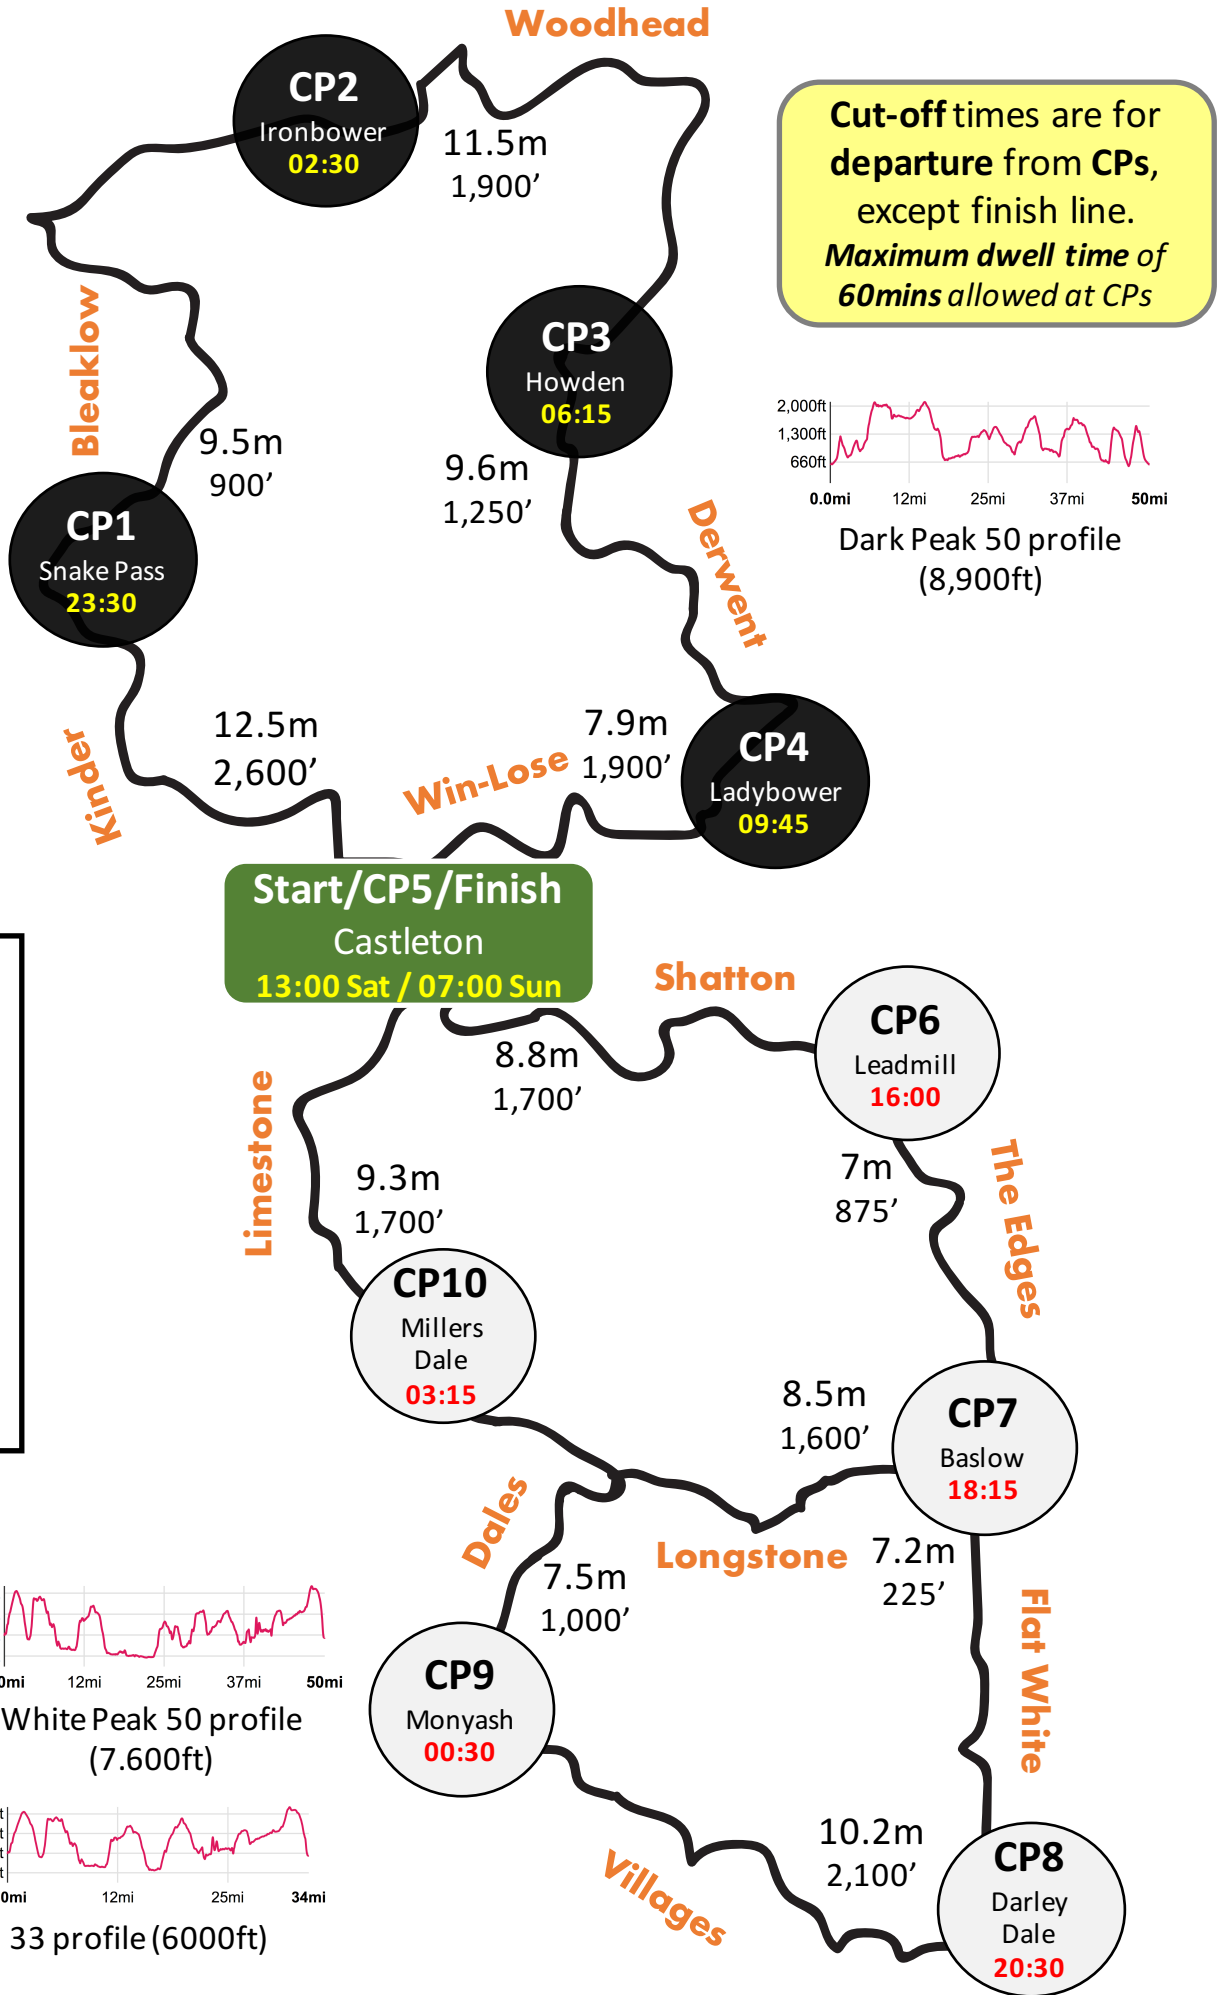 Woodhead
CP2
Ironbower
02:30
11.5m
1,900’
Cut-off times are for
departure from CPs,
except finish line.
Maximum dwell time of
60mins allowed at CPs
Bleaklow
CP3
Howden
06:15
9.5m
900’
9.6m
1,250’
2,000ft
1,300ft
660ft
0.0mi 12mi 25mi 37mi 50mi
Dark Peak 50 profile
(8,900ft)
CP1
Snake Pass
23:30
Derwent
Kinder
12.5m
2,600’
Win-Lose
7.9m
1,900’
CP4
Ladybower
09:45
Start/CP5/Finish
Castleton
13:00 Sat / 07:00 Sun
Shatton
CP6
Leadmill
16:00
8.8m
1,700’
Limestone
9.3m
1,700’
7m
875’
The Edges
CP10
Millers
Dale
03:15
8.5m
1,600’
CP7
Baslow
18:15
Dales
Longstone
7.5m
1,000’
7.2m
225’
Flat White
0mi 12mi 25mi 37mi 50mi
White Peak 50 profile
(7.600ft)
CP9
Monyash
00:30
t
t
t
t
0mi 12mi 25mi 34mi
33 profile (6000ft)
Villages
10.2m
2,100’
CP8
Darley
Dale
20:30